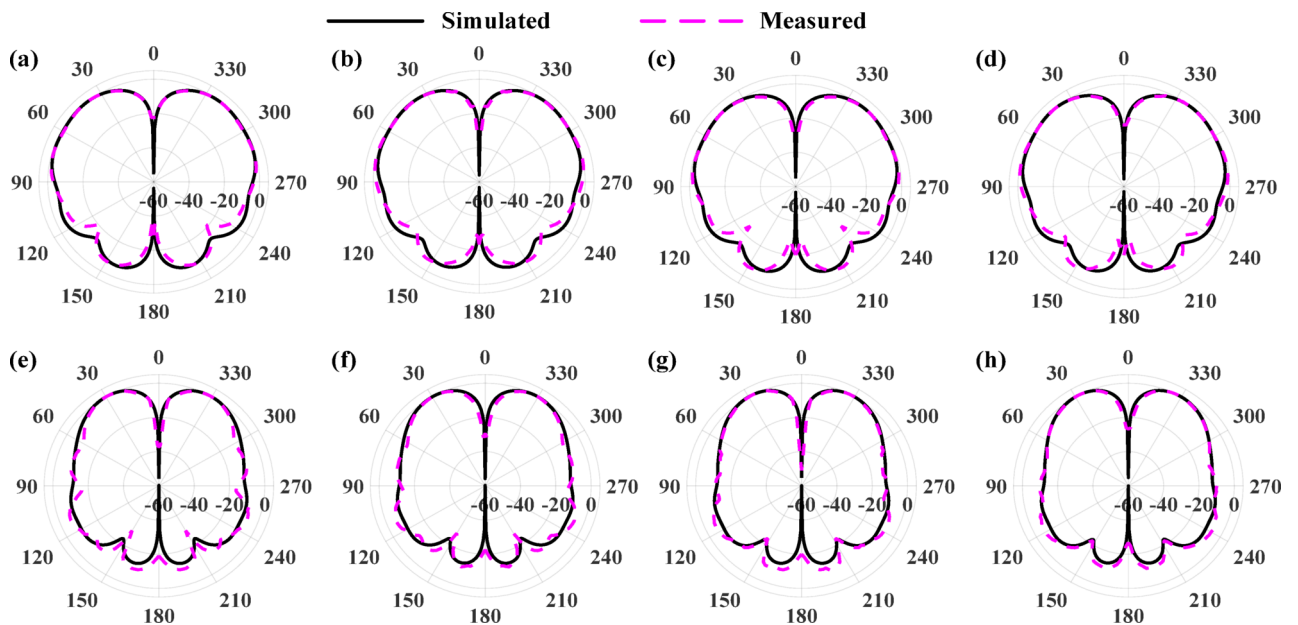 Simulated Measured
(a) (b) (c) (d)
0 0 0 0
30 330 30 330 30 330 30 330
60 300 60 300 60 300 60 300
90 -60 -40 -20 0 270 90 -60 -40 -20 0 270 90 -60 -40 -20 0 270 90 -60 -40 -20 0 270
120 240 120 240 120 240 120 240
150 210 150 210 150 210 150 210
180 180 180 180
(e) (f) (g) (h)
0 0 0 0
30 330 30 330 30 330 30 330
60 300 60 300 60 300 60 300
90 -60 -40 -20 0 270 90 -60 -40 -20 0 270 90 -60 -40 -20 0 270 90 -60 -40 -20 0 270
120 240 120 240 120 240 120 240
150 210 150 210 150 210 150 210
180 180 180 180